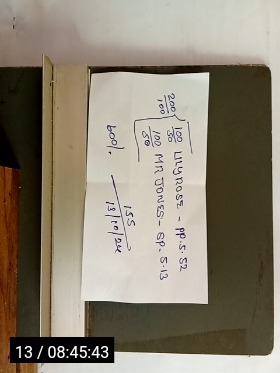 200/100 { 100/50 LILYROSE - PP.5.52
100/50 MR JONES - SP.5.13
600/.
155
13/10/24
13 / 08:45:43